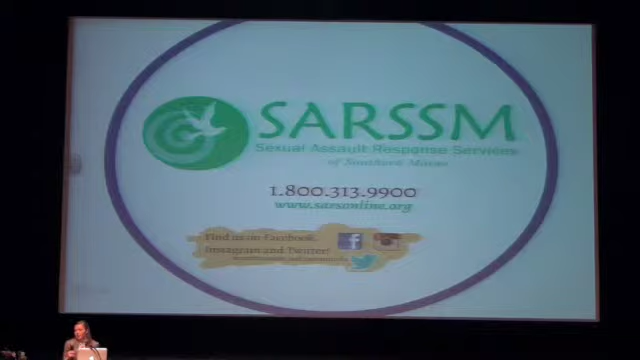 SARSSM
Sexual Assault Response Services
of Southern Maine
1.800.313.9900
www.sarsonline.org
Find us on Facebook,
Instagram and Twitter!